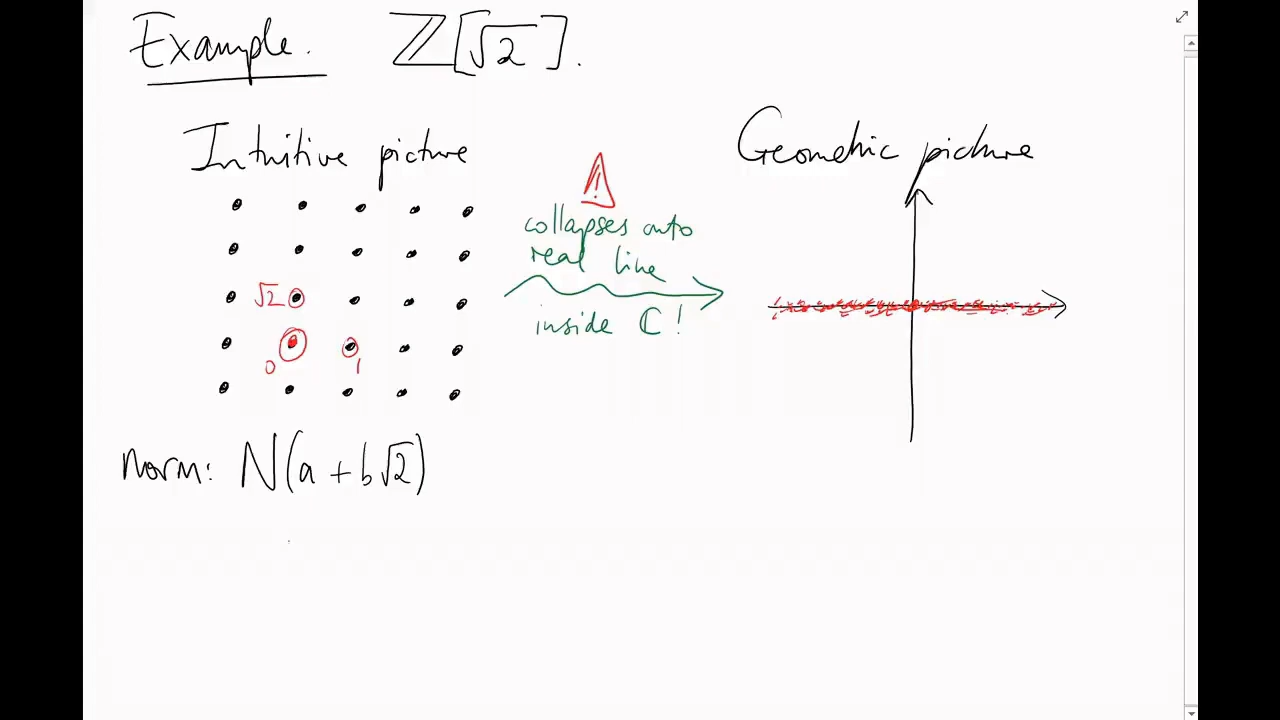 Example. ℤ[√2].
Intuitive picture
Geometric picture
!
collapses onto
real line
inside ℂ!
√2
0
1
norm: N(a + b√2)